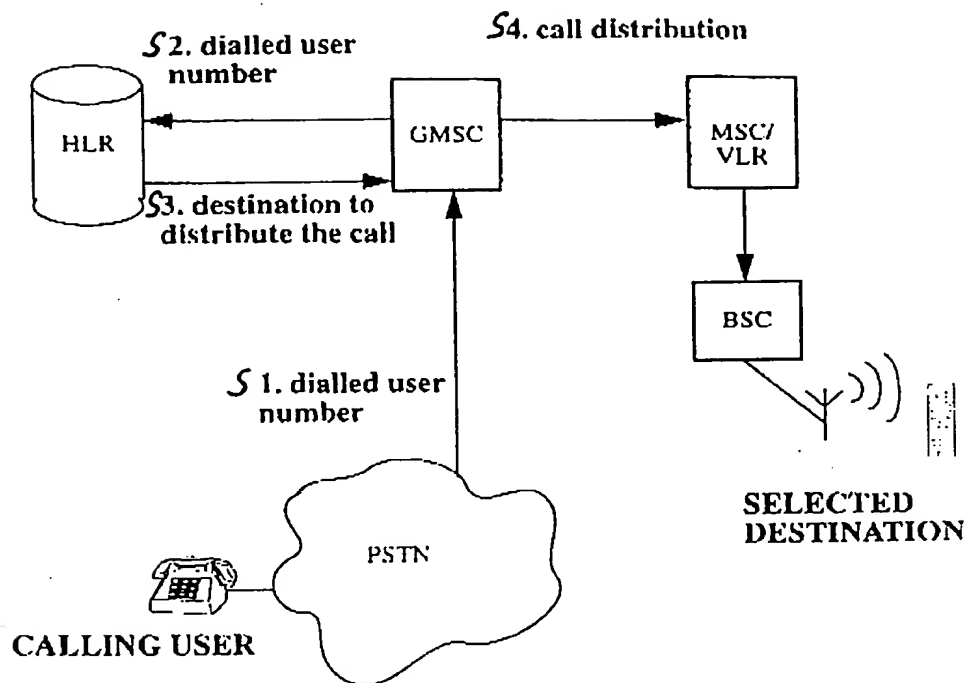 S4. call distribution
S2. dialled user
number
HLR
GMSC
MSC/
VLR
S3. destination to
distribute the call
BSC
S 1. dialled user
number
SELECTED
DESTINATION
PSTN
CALLING USER